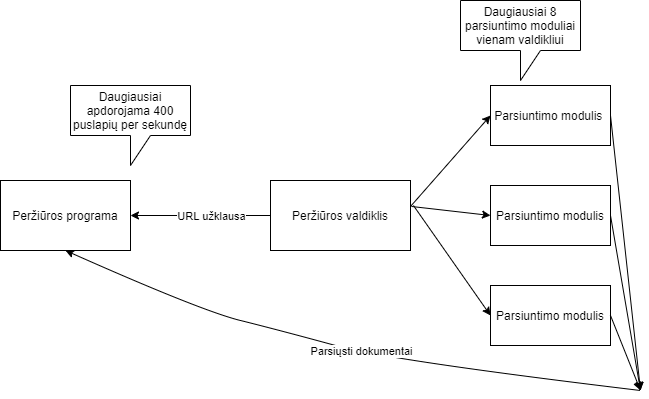 Daugiausiai 8
parsiuntimo moduliai
vienam valdikliui
Daugiausiai
apdorojama 400
puslapių per sekundę
Parsiuntimo modulis
Peržiūros programa
URL užklausa
Peržiūros valdiklis
Parsiuntimo modulis
Parsiuntimo modulis
Parsiųsti dokumentai